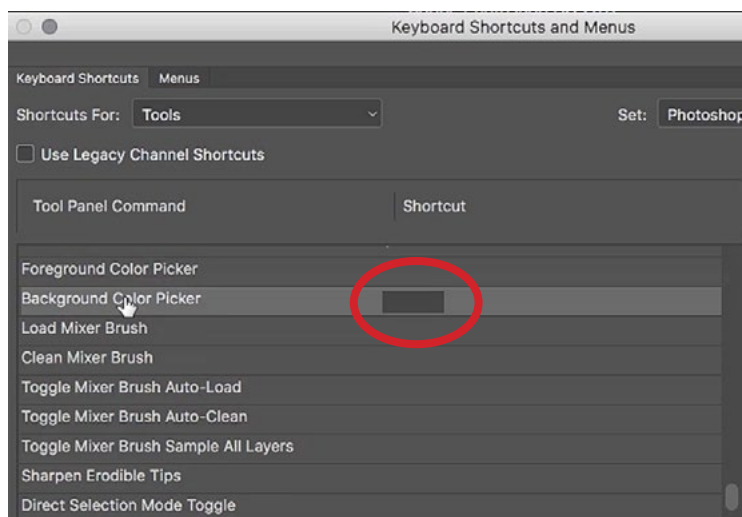 Keyboard Shortcuts and Menus
Keyboard Shortcuts Menus
Shortcuts For: Tools Set: Photoshop
Use Legacy Channel Shortcuts
Tool Panel Command Shortcut
Foreground Color Picker
Background Color Picker
Load Mixer Brush
Clean Mixer Brush
Toggle Mixer Brush Auto-Load
Toggle Mixer Brush Auto-Clean
Toggle Mixer Brush Sample All Layers
Sharpen Erodible Tips
Direct Selection Mode Toggle